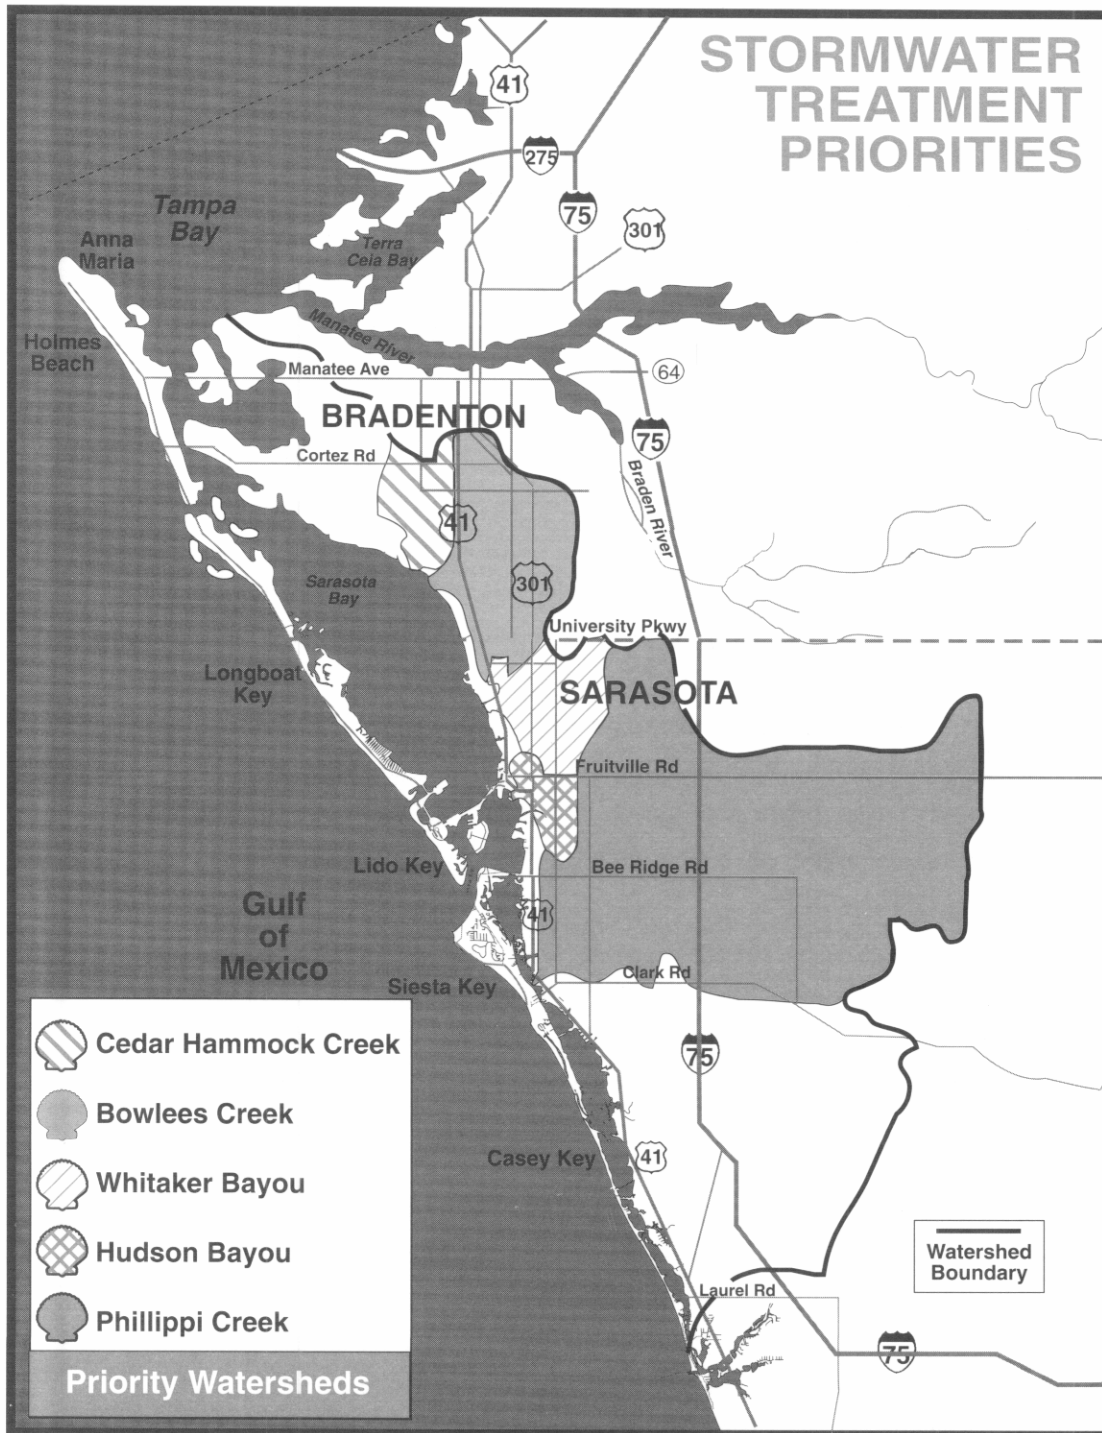 STORMWATER
TREATMENT
PRIORITIES
41
275
75
301
Tampa
Bay
Anna
Maria
Terra
Ceia Bay
Holmes
Beach
Manatee River
Manatee Ave
64
BRADENTON
75
Cortez Rd
Braden River
41
Sarasota
Bay
301
University Pkwy
Longboat
Key
SARASOTA
Fruitville Rd
Lido Key
Bee Ridge Rd
Gulf
of
Mexico
41
Siesta Key
Clark Rd
75
Casey Key
41
Laurel Rd
75
Cedar Hammock Creek
Bowlees Creek
Whitaker Bayou
Hudson Bayou
Phillippi Creek
Priority Watersheds
Watershed
Boundary